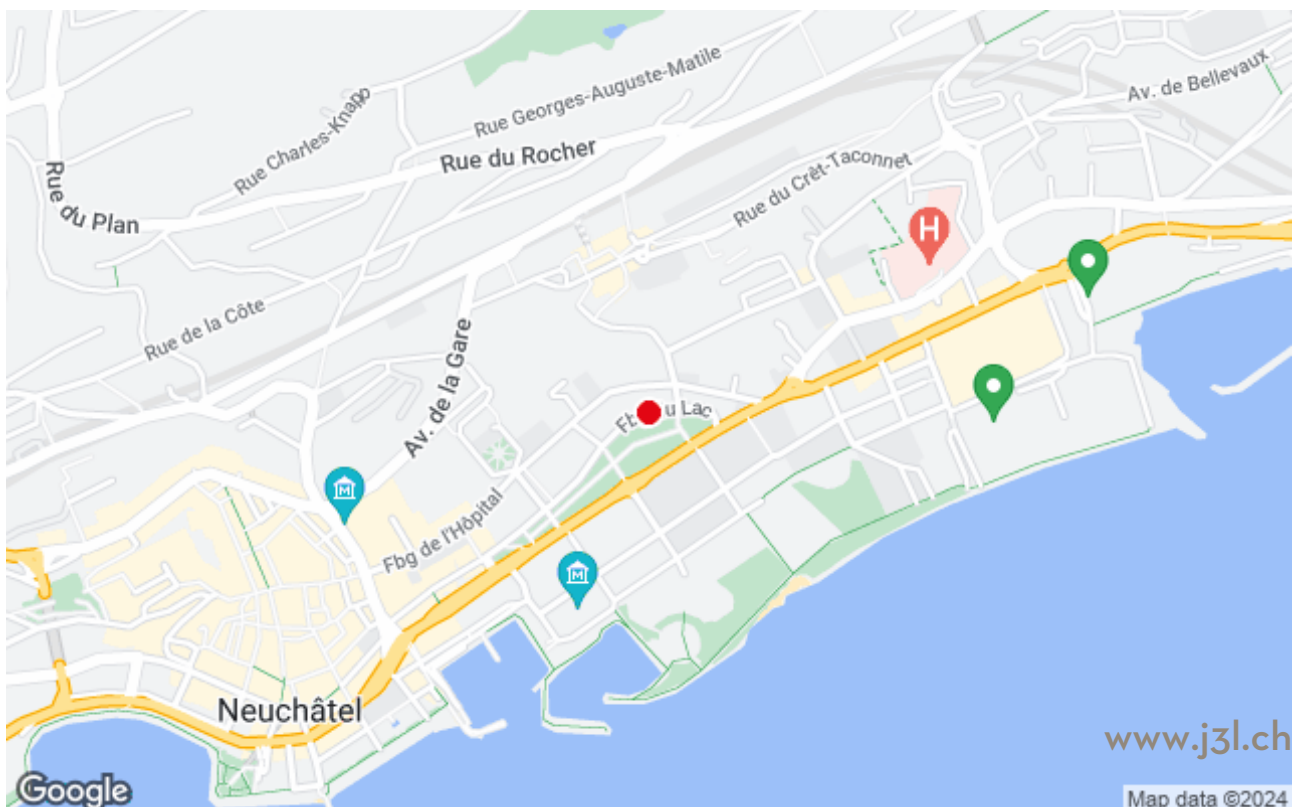 Av. de Bellevaux
Rue Georges-Auguste-Matile
Rue Charles-Knapp
Rue du Rocher
Rue du Crêt-Taconnet
Rue du Plan
H
Rue de la Côte
Av. de la Gare
u Lac
M
Fbg de l'Hôpital
M
Neuchâtel
www.j3l.ch
Google
Map data ©2024